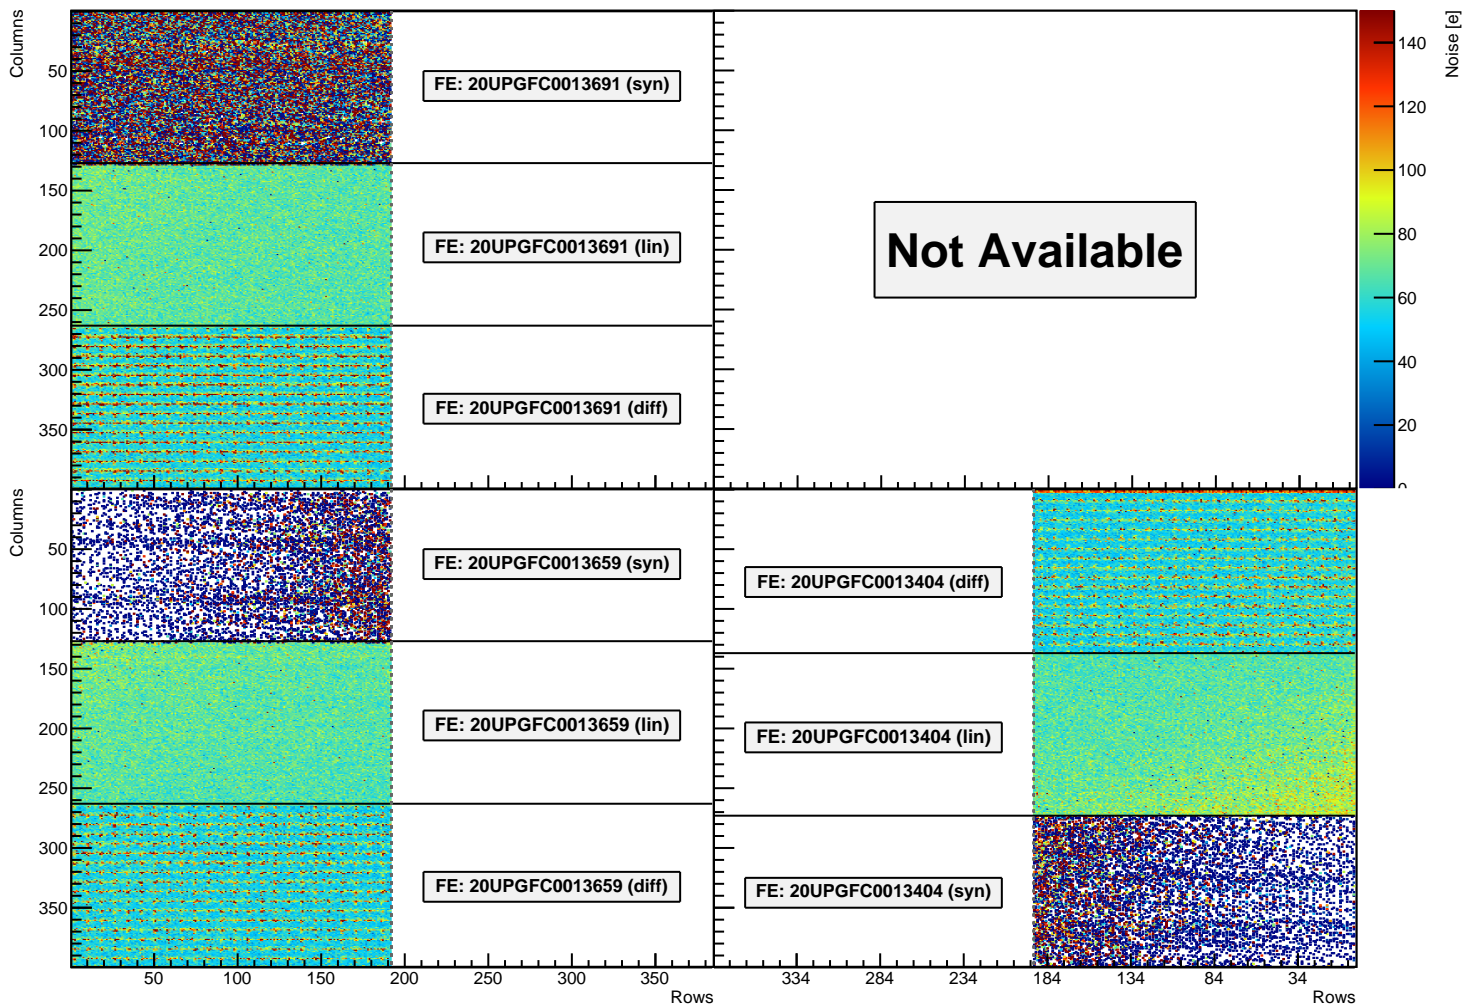 Columns
50
100
150
200
250
300
350
FE: 20UPGFC0013691 (syn)
FE: 20UPGFC0013691 (lin)
FE: 20UPGFC0013691 (diff)
Not Available
Noise [e]
140
120
100
80
60
40
20
0
Columns
50
100
150
200
250
300
350
FE: 20UPGFC0013659 (syn)
FE: 20UPGFC0013659 (lin)
FE: 20UPGFC0013659 (diff)
FE: 20UPGFC0013404 (diff)
FE: 20UPGFC0013404 (lin)
FE: 20UPGFC0013404 (syn)
50 100 150 200 250 300 350
Rows
334 284 234 184 134 84 34
Rows